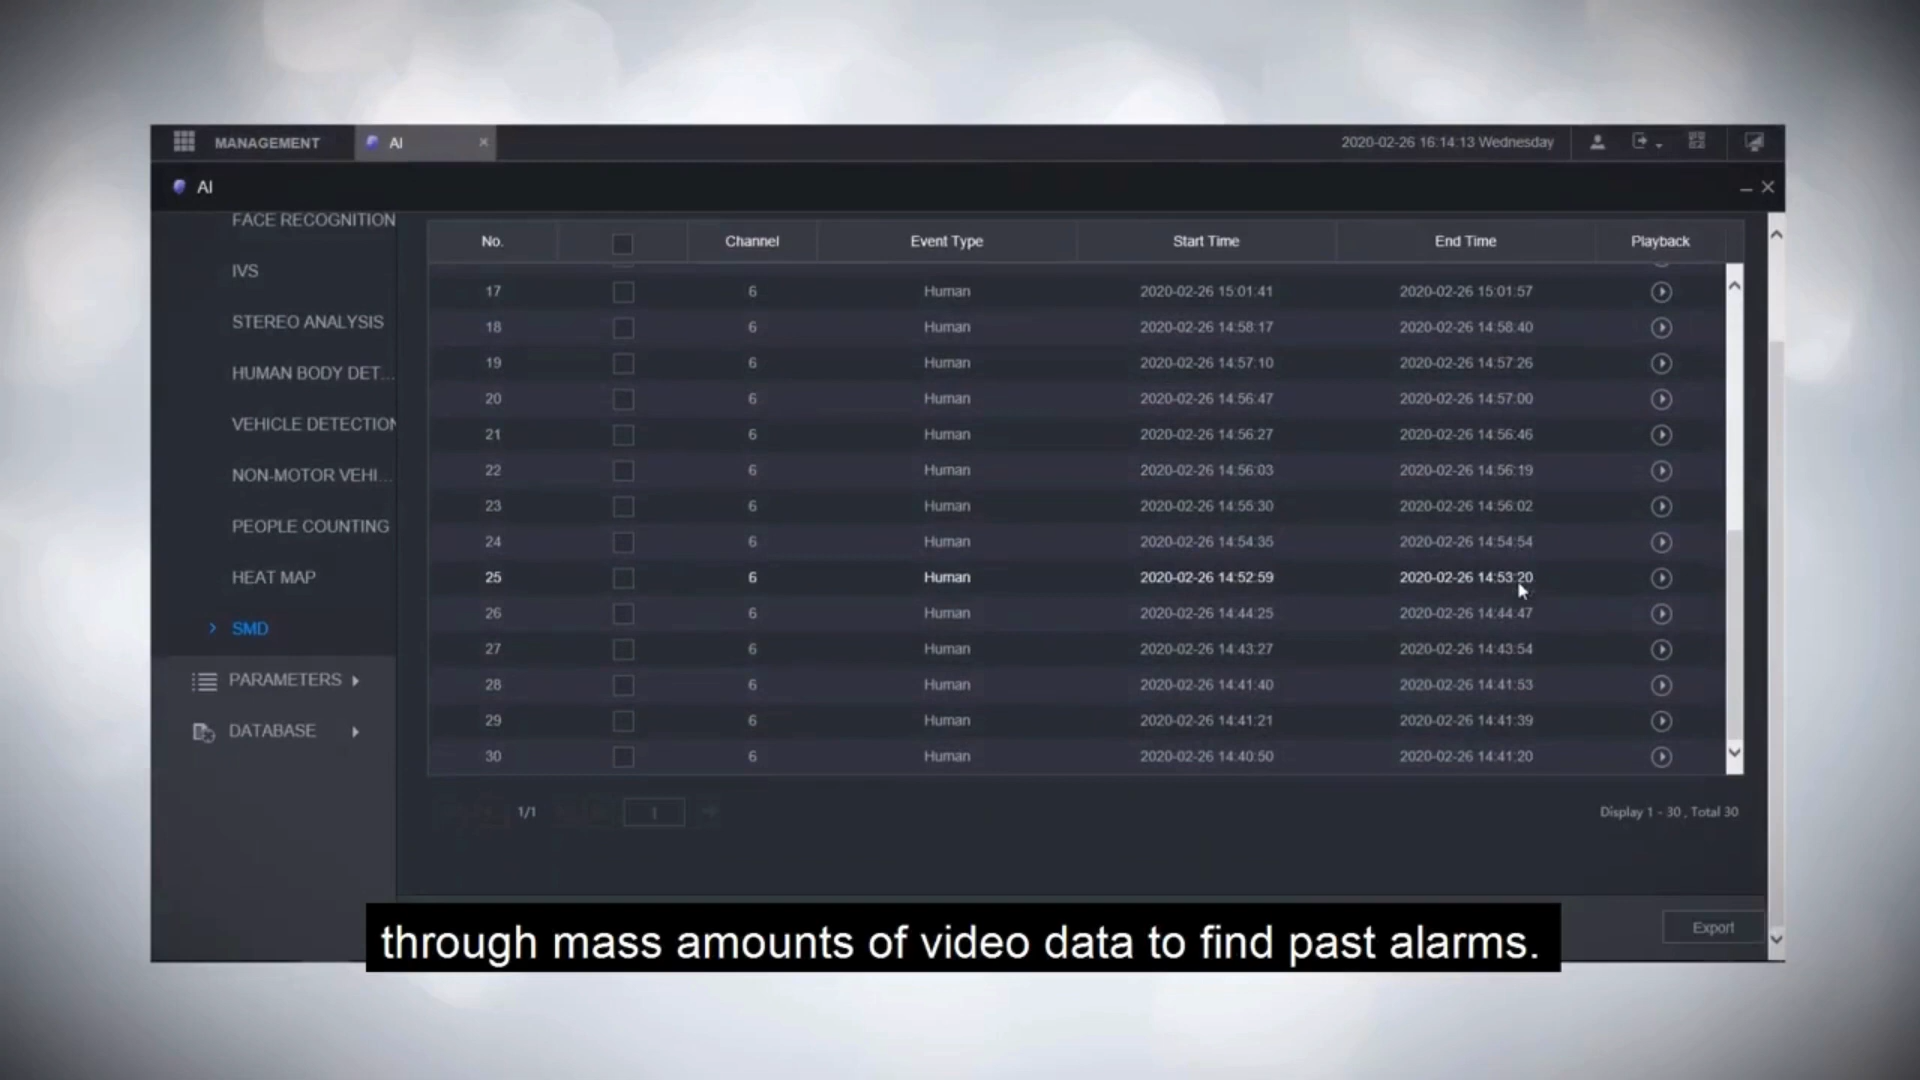 MANAGEMENT AI 2020-02-26 16:14:13 Wednesday
AI
FACE RECOGNITION
IVS
STEREO ANALYSIS
HUMAN BODY DET...
VEHICLE DETECTION
NON-MOTOR VEHI...
PEOPLE COUNTING
HEAT MAP
SMD
PARAMETERS
DATABASE
No. Channel Event Type Start Time End Time Playback
17 6 Human 2020-02-26 15:01:41 2020-02-26 15:01:57
18 6 Human 2020-02-26 14:58:17 2020-02-26 14:58:40
19 6 Human 2020-02-26 14:57:10 2020-02-26 14:57:26
20 6 Human 2020-02-26 14:56:47 2020-02-26 14:57:00
21 6 Human 2020-02-26 14:56:27 2020-02-26 14:56:46
22 6 Human 2020-02-26 14:56:03 2020-02-26 14:56:19
23 6 Human 2020-02-26 14:55:30 2020-02-26 14:56:02
24 6 Human 2020-02-26 14:54:35 2020-02-26 14:54:54
25 6 Human 2020-02-26 14:52:59 2020-02-26 14:53:20
26 6 Human 2020-02-26 14:44:25 2020-02-26 14:44:47
27 6 Human 2020-02-26 14:43:27 2020-02-26 14:43:54
28 6 Human 2020-02-26 14:41:40 2020-02-26 14:41:53
29 6 Human 2020-02-26 14:41:21 2020-02-26 14:41:39
30 6 Human 2020-02-26 14:40:50 2020-02-26 14:41:20
1/1 1 Display 1 - 30 , Total 30
Export
through mass amounts of video data to find past alarms.